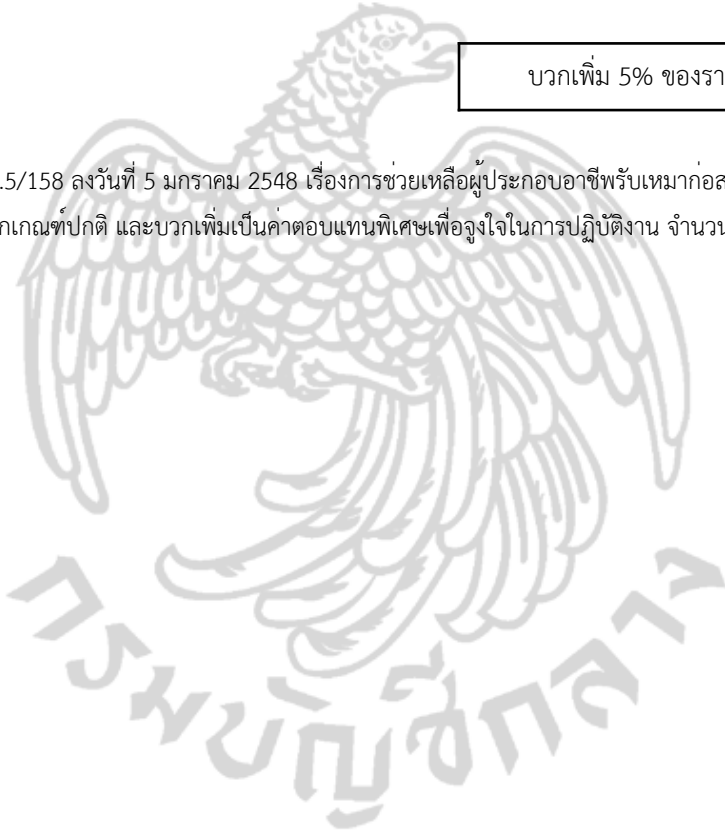 บวกเพิ่ม 5% ของรา
.5/158 ลงวันที่ 5 มกราคม 2548 เรื่องการช่วยเหลือผู้ประกอบอาชีพรับเหมาก่อส
กเกณฑ์ปกติ และบวกเพิ่มเป็นค่าตอบแทนพิเศษเพื่อจูงใจในการปฏิบัติงาน จำนวน
กรมบัญชีกลาง